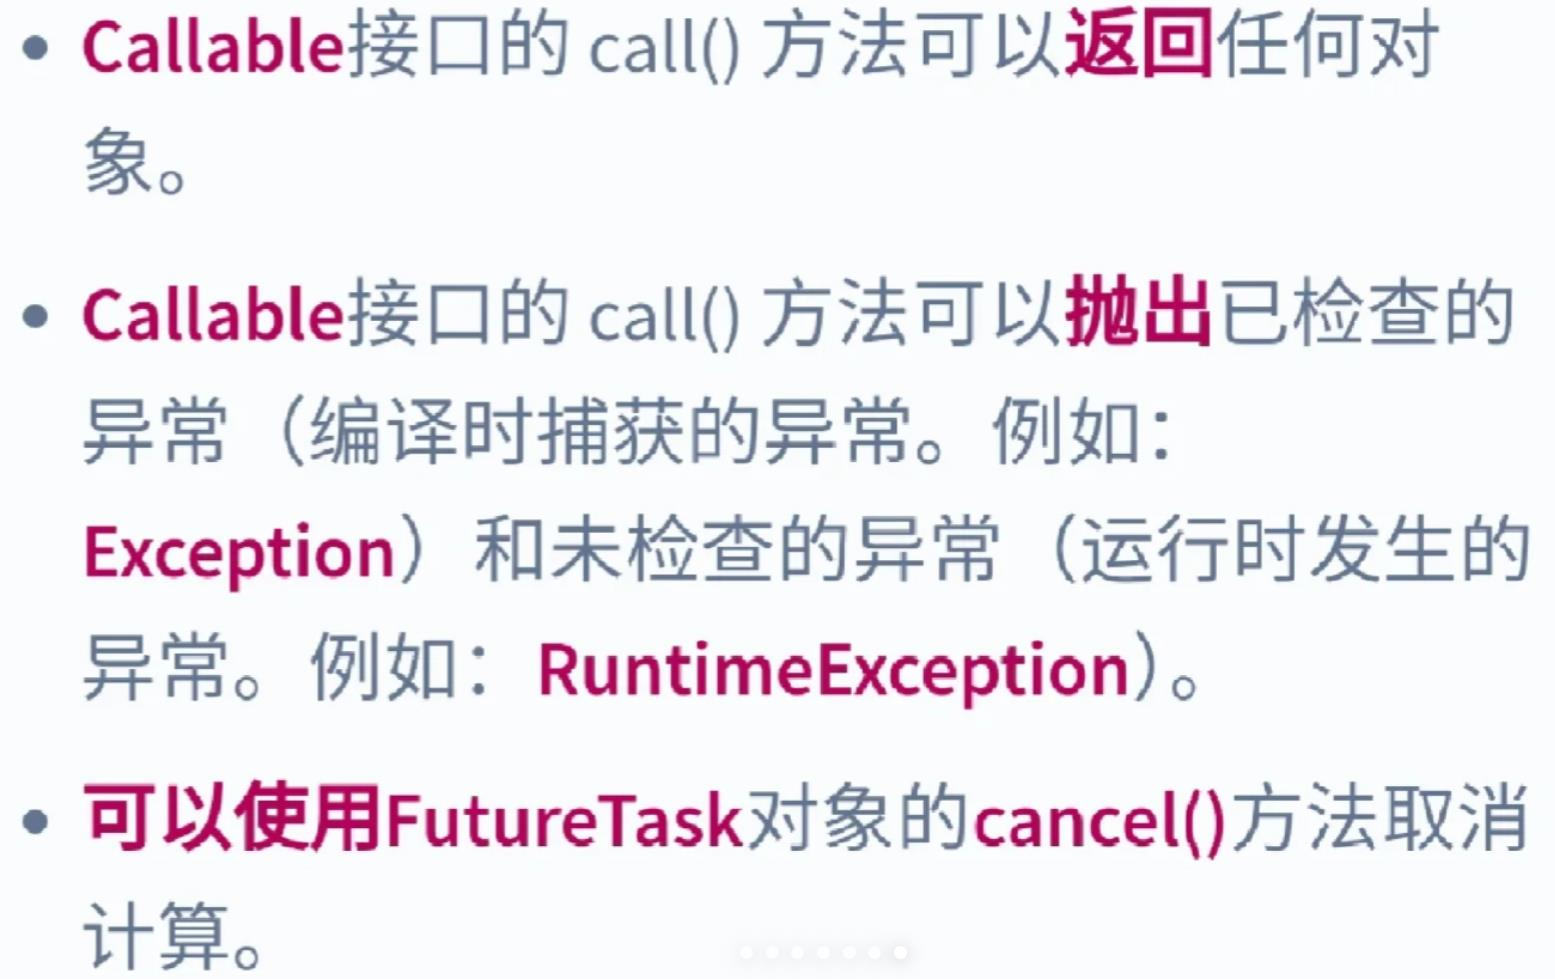 • Callable接口的 call() 方法可以返回任何对
象。
• Callable接口的 call() 方法可以抛出已检查的
异常（编译时捕获的异常。例如：
Exception）和未检查的异常（运行时发生的
异常。例如：RuntimeException）。
• 可以使用FutureTask对象的cancel()方法取消
计算。